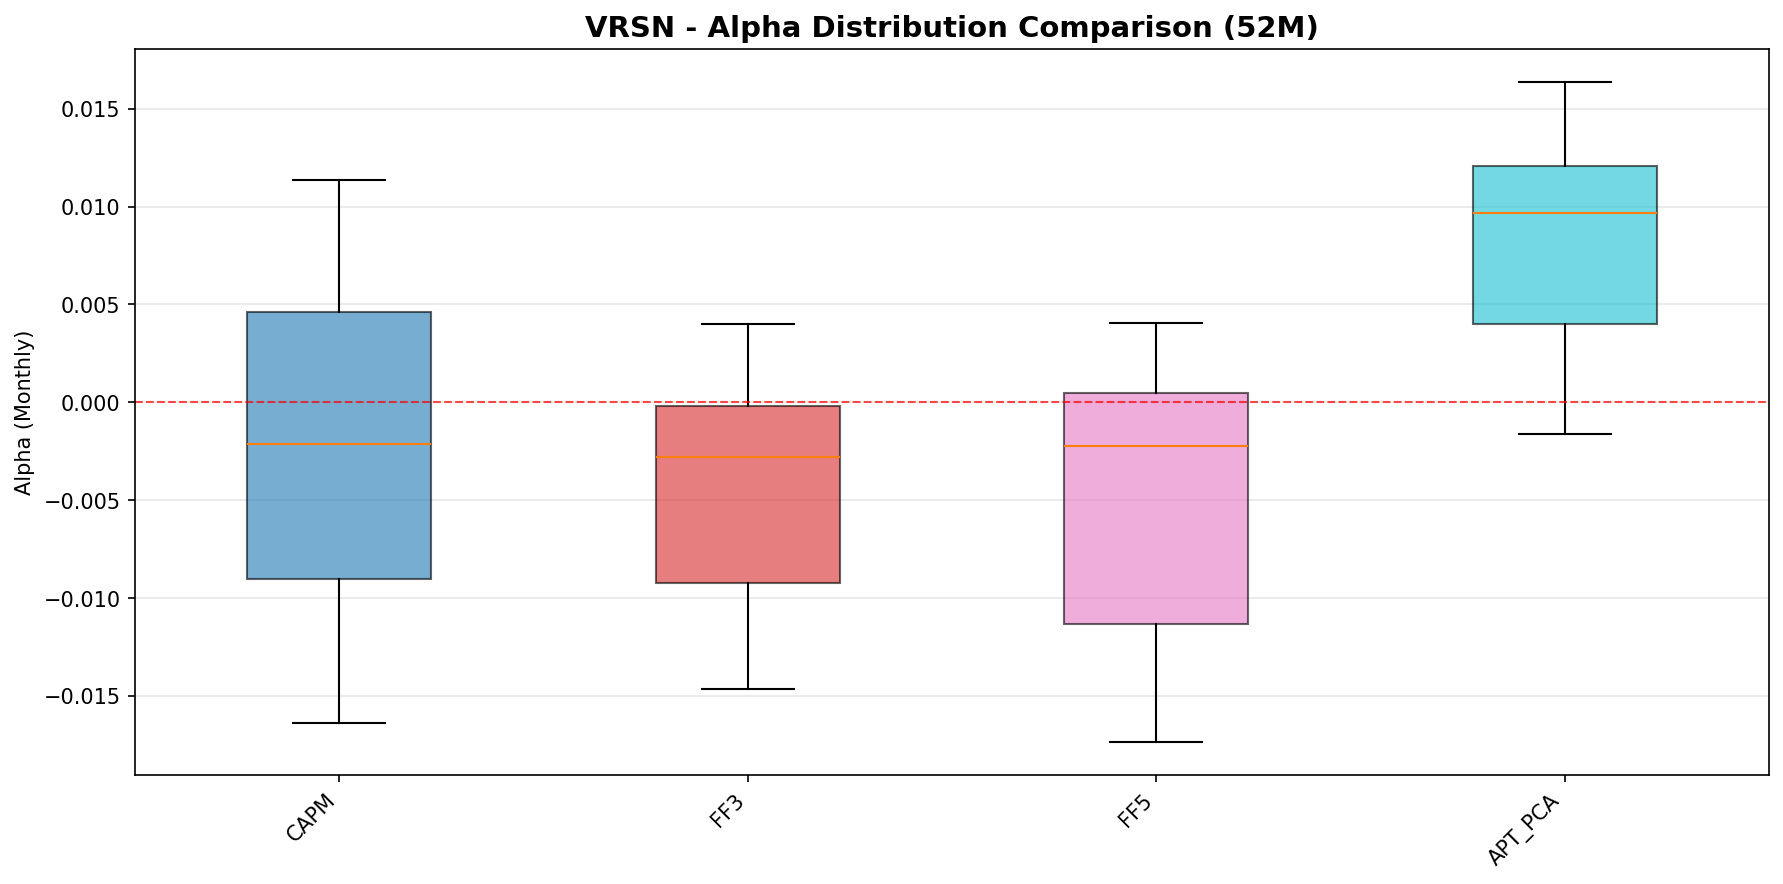 VRSN - Alpha Distribution Comparison (52M)
Alpha (Monthly)
0.015
0.010
0.005
0.000
−0.005
−0.010
−0.015
CAPM
FF3
FF5
APT_PCA